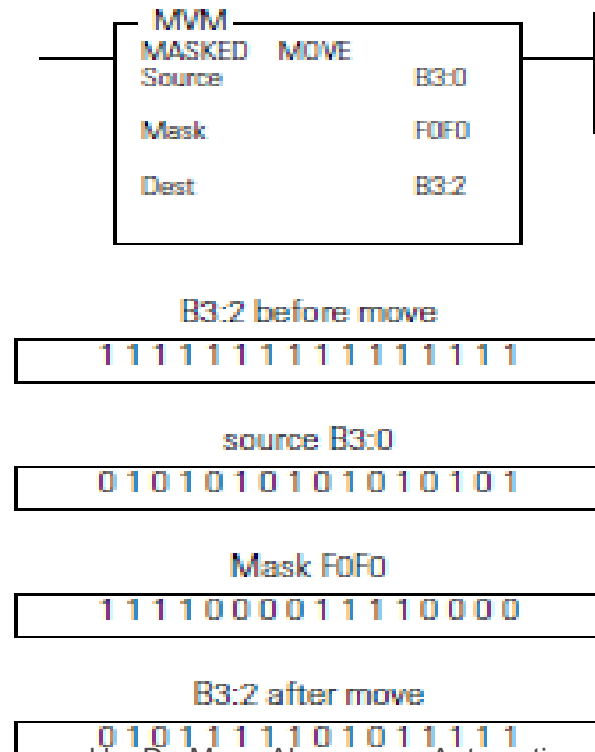 MVM
MASKED MOVE
Source B3:0
Mask F0F0
Dest B3:2
B3:2 before move
1 1 1 1 1 1 1 1 1 1 1 1 1 1 1 1
source B3:0
0 1 0 1 0 1 0 1 0 1 0 1 0 1 0 1
Mask F0F0
1 1 1 1 0 0 0 0 1 1 1 1 0 0 0 0
B3:2 after move
0 1 0 1 1 1 1 1 0 1 0 1 1 1 1 1